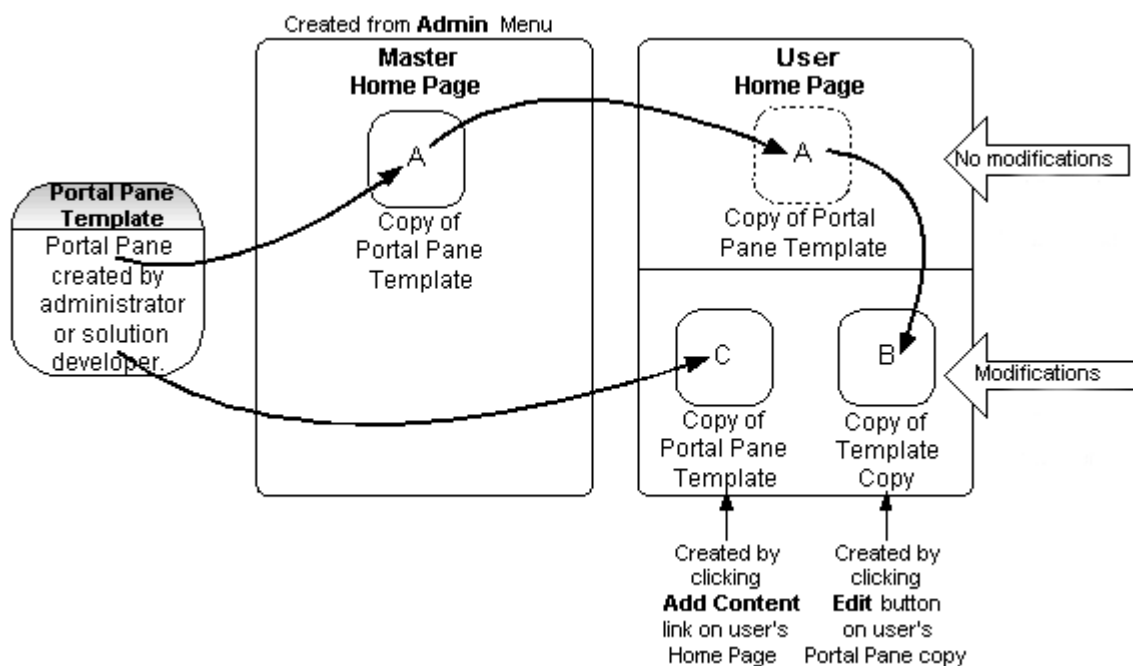 Created from Admin Menu
Master
Home Page
A
Copy of
Portal Pane
Template
User
Home Page
A
Copy of Portal
Pane Template
No modifications
Portal Pane
Template
Portal Pane
created by
administrator
or solution
developer.
C
Copy of
Portal Pane
Template
B
Copy of
Template
Copy
Modifications
Created by
clicking
Add Content
link on user's
Home Page
Created by
clicking
Edit button
on user's
Portal Pane copy